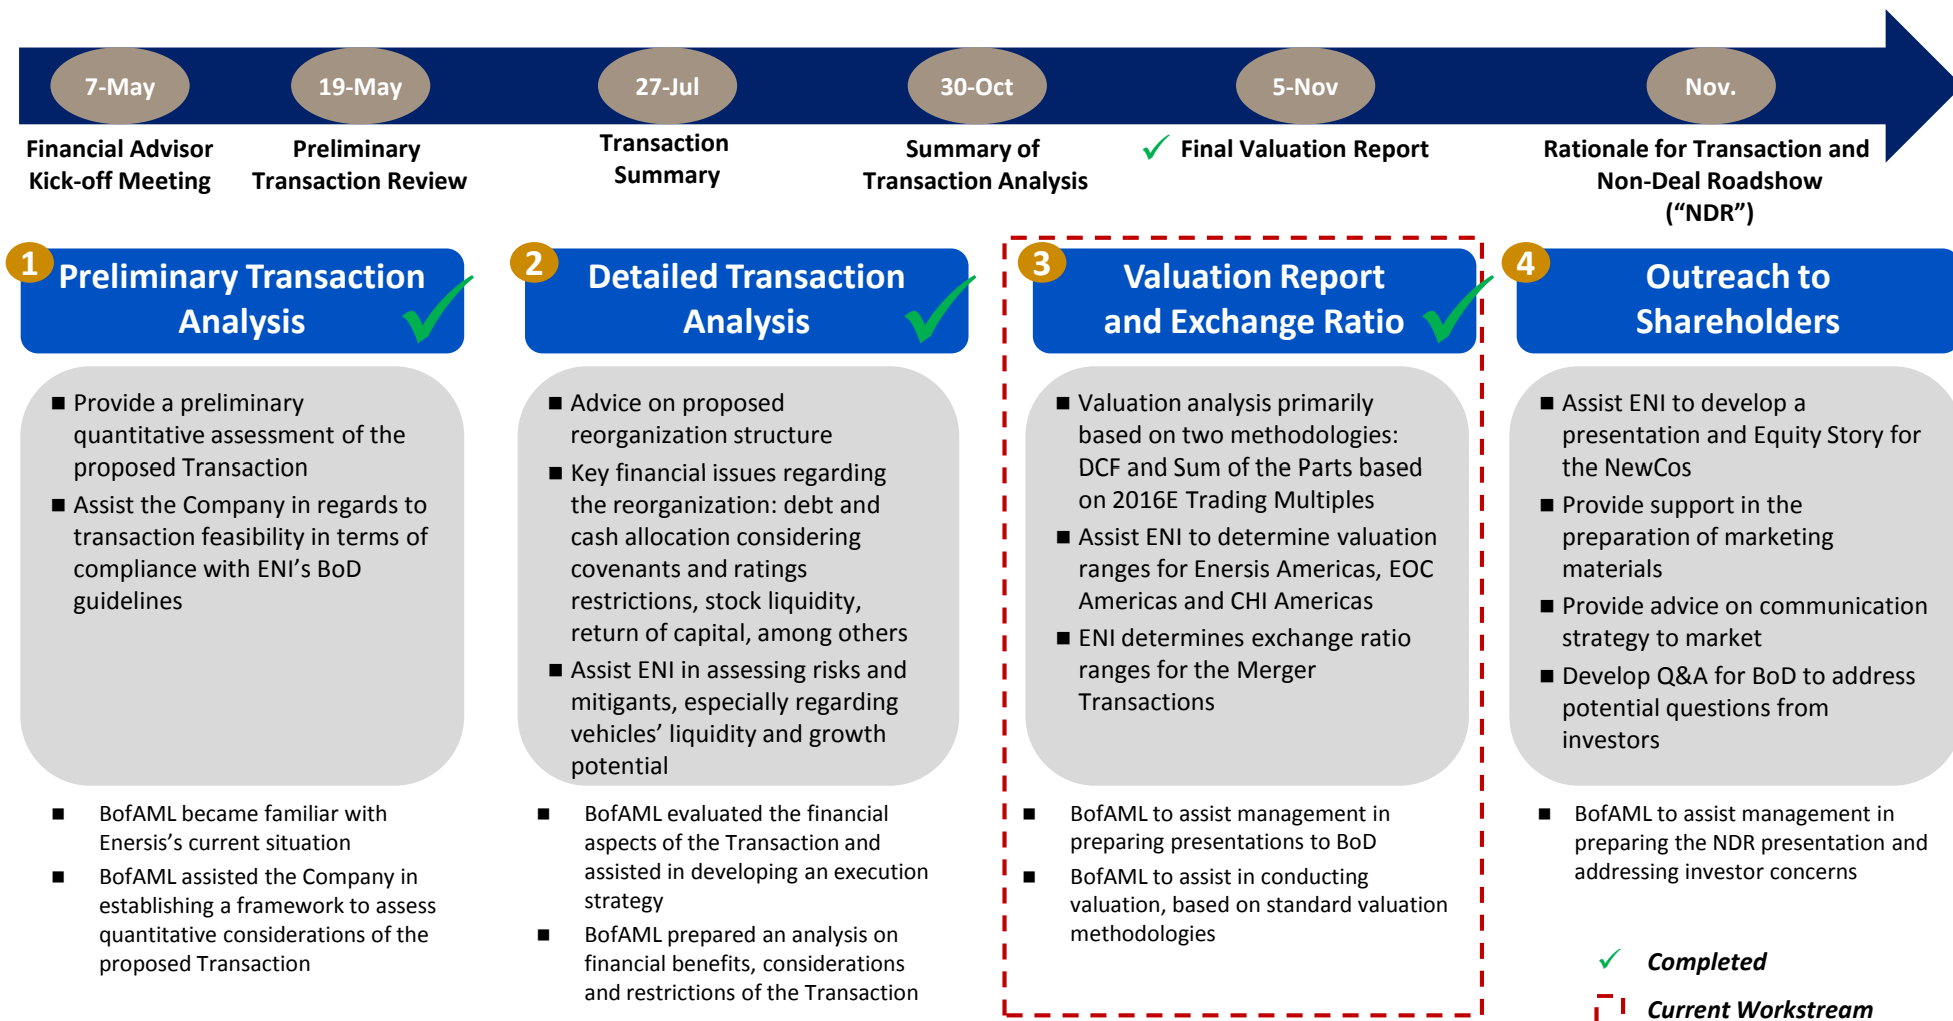 7-May
19-May
27-Jul
30-Oct
5-Nov
Nov.
Financial Advisor
Kick-off Meeting
Preliminary
Transaction Review
Transaction
Summary
Summary of
Transaction Analysis
✓ Final Valuation Report
Rationale for Transaction and
Non-Deal Roadshow
(“NDR”)
1
Preliminary Transaction
Analysis
■ Provide a preliminary
quantitative assessment of the
proposed Transaction
■ Assist the Company in regards to
transaction feasibility in terms of
compliance with ENI’s BoD
guidelines
■ BofAML became familiar with
Enersis’s current situation
■ BofAML assisted the Company in
establishing a framework to assess
quantitative considerations of the
proposed Transaction
2
Detailed Transaction
Analysis
■ Advice on proposed
reorganization structure
■ Key financial issues regarding
the reorganization: debt and
cash allocation considering
covenants and ratings
restrictions, stock liquidity,
return of capital, among others
■ Assist ENI in assessing risks and
mitigants, especially regarding
vehicles’ liquidity and growth
potential
■ BofAML evaluated the financial
aspects of the Transaction and
assisted in developing an execution
strategy
■ BofAML prepared an analysis on
financial benefits, considerations
and restrictions of the Transaction
3
Valuation Report
and Exchange Ratio
■ Valuation analysis primarily
based on two methodologies:
DCF and Sum of the Parts based
on 2016E Trading Multiples
■ Assist ENI to determine valuation
ranges for Enersis Americas, EOC
Americas and CHI Americas
■ ENI determines exchange ratio
ranges for the Merger
Transactions
■ BofAML to assist management in
preparing presentations to BoD
■ BofAML to assist in conducting
valuation, based on standard valuation
methodologies
4
Outreach to
Shareholders
■ Assist ENI to develop a
presentation and Equity Story for
the NewCos
■ Provide support in the
preparation of marketing
materials
■ Provide advice on communication
strategy to market
■ Develop Q&A for BoD to address
potential questions from
investors
■ BofAML to assist management in
preparing the NDR presentation and
addressing investor concerns
✓ Completed
Current Workstream